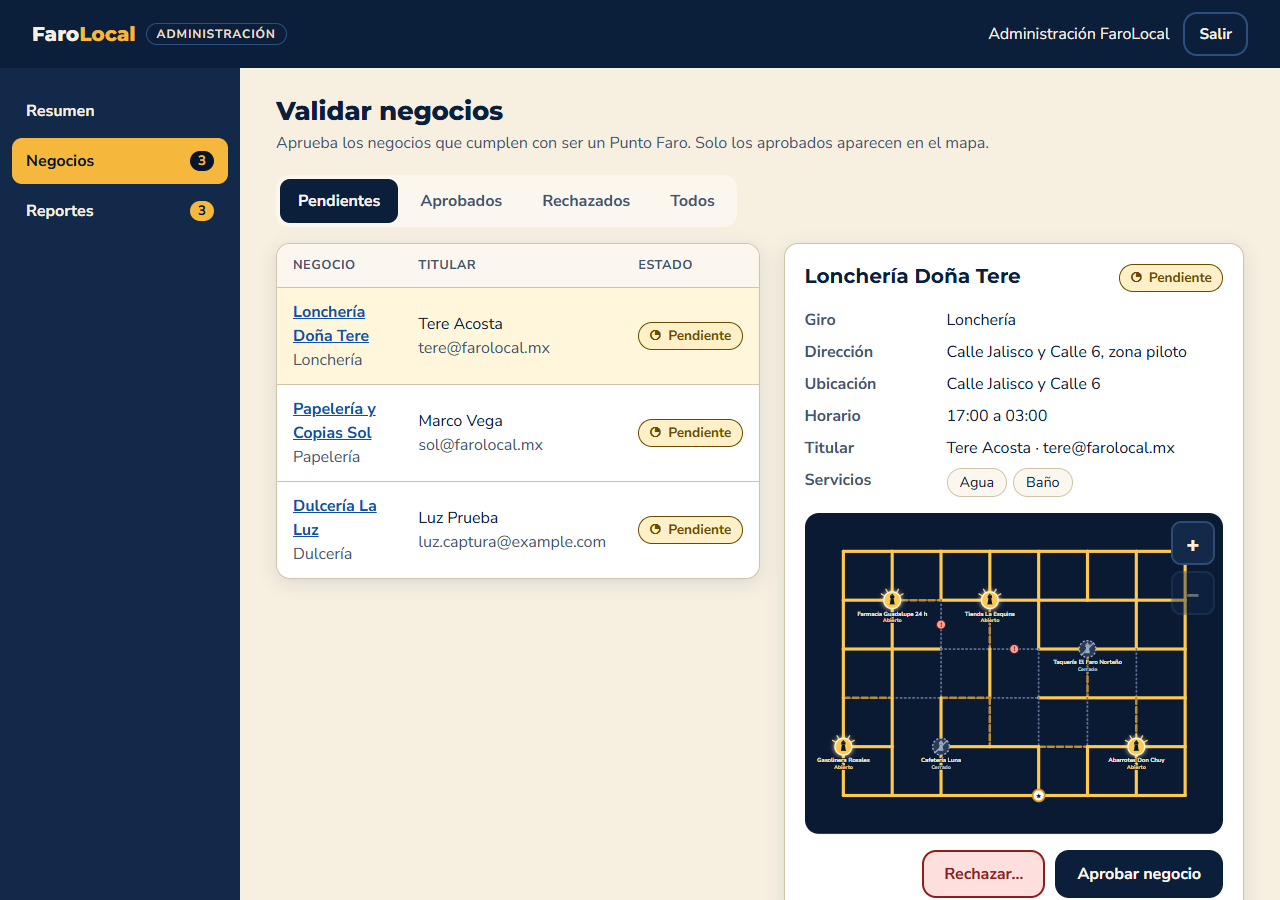 FaroLocal ADMINISTRACIÓN
Administración FaroLocal Salir
Resumen
Negocios 3
Reportes 3
Validar negocios
Aprueba los negocios que cumplen con ser un Punto Faro. Solo los aprobados aparecen en el mapa.
Pendientes Aprobados Rechazados Todos
NEGOCIO TITULAR ESTADO
Lonchería
Doña Tere
Lonchería
Tere Acosta
tere@farolocal.mx
Pendiente
Papelería y
Copias Sol
Papelería
Marco Vega
sol@farolocal.mx
Pendiente
Dulcería La
Luz
Dulcería
Luz Prueba
luz.captura@example.com
Pendiente
Lonchería Doña Tere Pendiente
Giro Lonchería
Dirección Calle Jalisco y Calle 6, zona piloto
Ubicación Calle Jalisco y Calle 6
Horario 17:00 a 03:00
Titular Tere Acosta · tere@farolocal.mx
Servicios Agua Baño
+
−
Farmacia Guadalupe 24 h
Abierto
Tienda La Esquina
Abierto
Taquería El Faro Norteño
Cerrado
Gasolinera Rosales
Abierto
Cafetería Luna
Cerrado
Abarrotes Don Chuy
Abierto
Rechazar... Aprobar negocio